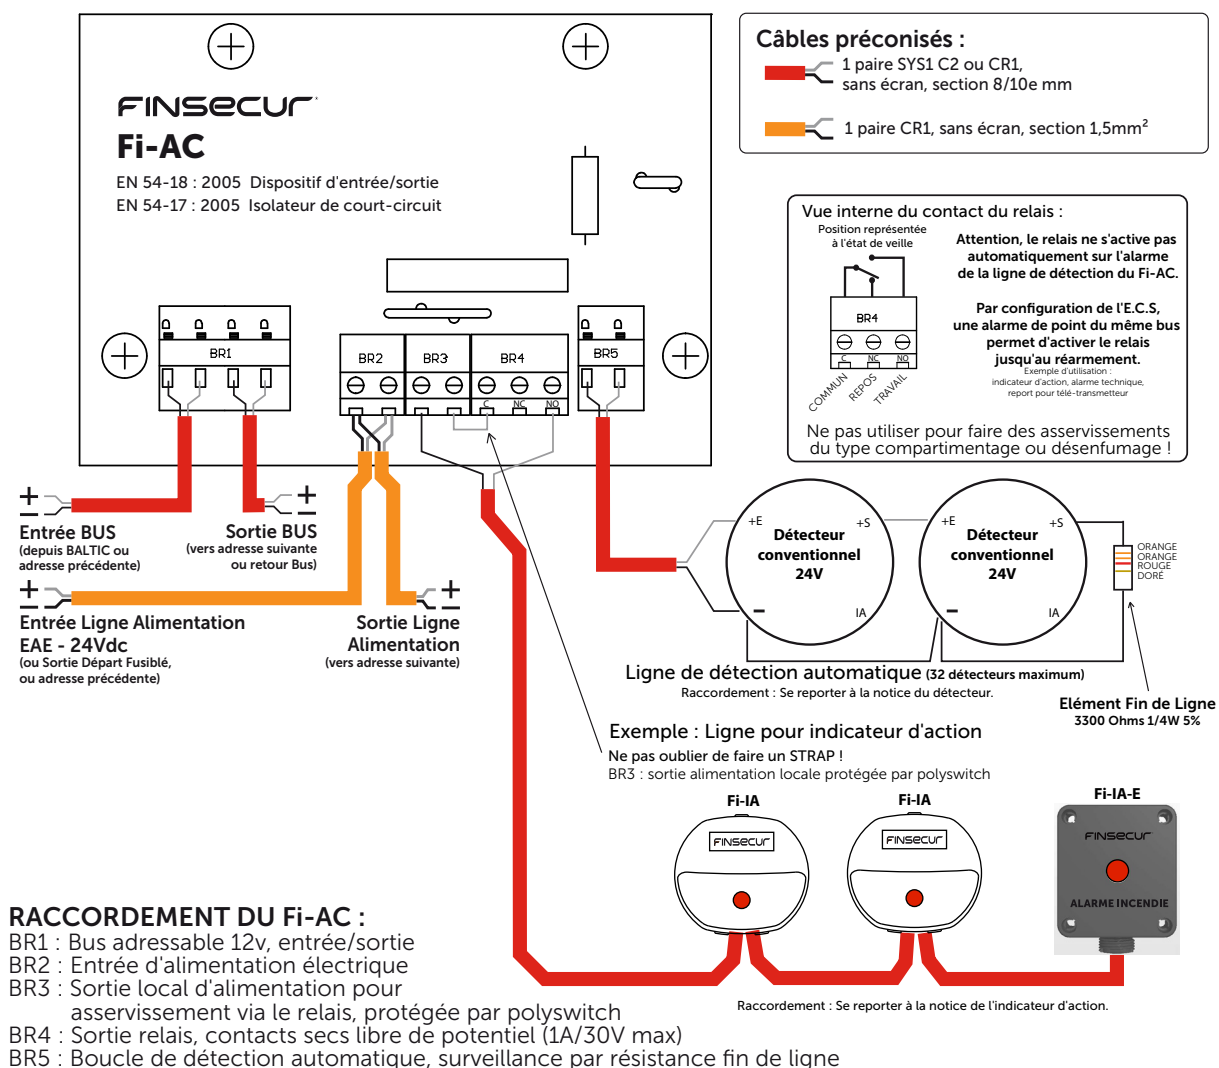 FINSECUR
Fi-AC
EN 54-18 : 2005 Dispositif d'entrée/sortie
EN 54-17 : 2005 Isolateur de court-circuit
Câbles préconisés :
1 paire SYS1 C2 ou CR1,
sans écran, section 8/10e mm
1 paire CR1, sans écran, section 1,5mm²
Vue interne du contact du relais :
Position représentée
à l'état de veille
BR4
C NC NO
COMMUN
REPOS
TRAVAIL
Attention, le relais ne s'active pas
automatiquement sur l'alarme
de la ligne de détection du Fi-AC.
Par configuration de l'E.C.S,
une alarme de point du même bus
permet d'activer le relais
jusqu'au réarmement.
Exemple d'utilisation :
indicateur d'action, alarme technique,
report pour télé-transmetteur
Ne pas utiliser pour faire des asservissements
du type compartimentage ou désenfumage !
BR1
BR2
BR3
BR4
BR5
C NC NO
+
−
Entrée BUS
(depuis BALTIC ou
adresse précédente)
+
−
Sortie BUS
(vers adresse suivante
ou retour Bus)
+
−
Entrée Ligne Alimentation
EAE - 24Vdc
(ou Sortie Départ Fusiblé,
ou adresse précédente)
+
−
Sortie Ligne
Alimentation
(vers adresse suivante)
+E
+S
Détecteur
conventionnel
24V
−
IA
+E
+S
Détecteur
conventionnel
24V
−
IA
ORANGE
ORANGE
ROUGE
DORÉ
Ligne de détection automatique (32 détecteurs maximum)
Raccordement : Se reporter à la notice du détecteur.
Elément Fin de Ligne
3300 Ohms 1/4W 5%
Exemple : Ligne pour indicateur d'action
Ne pas oublier de faire un STRAP !
BR3 : sortie alimentation locale protégée par polyswitch
Fi-IA
FINSECUR
Fi-IA
FINSECUR
Fi-IA-E
FINSECUR
ALARME INCENDIE
Raccordement : Se reporter à la notice de l'indicateur d'action.
RACCORDEMENT DU Fi-AC :
BR1 : Bus adressable 12v, entrée/sortie
BR2 : Entrée d'alimentation électrique
BR3 : Sortie local d'alimentation pour
asservissement via le relais, protégée par polyswitch
BR4 : Sortie relais, contacts secs libre de potentiel (1A/30V max)
BR5 : Boucle de détection automatique, surveillance par résistance fin de ligne